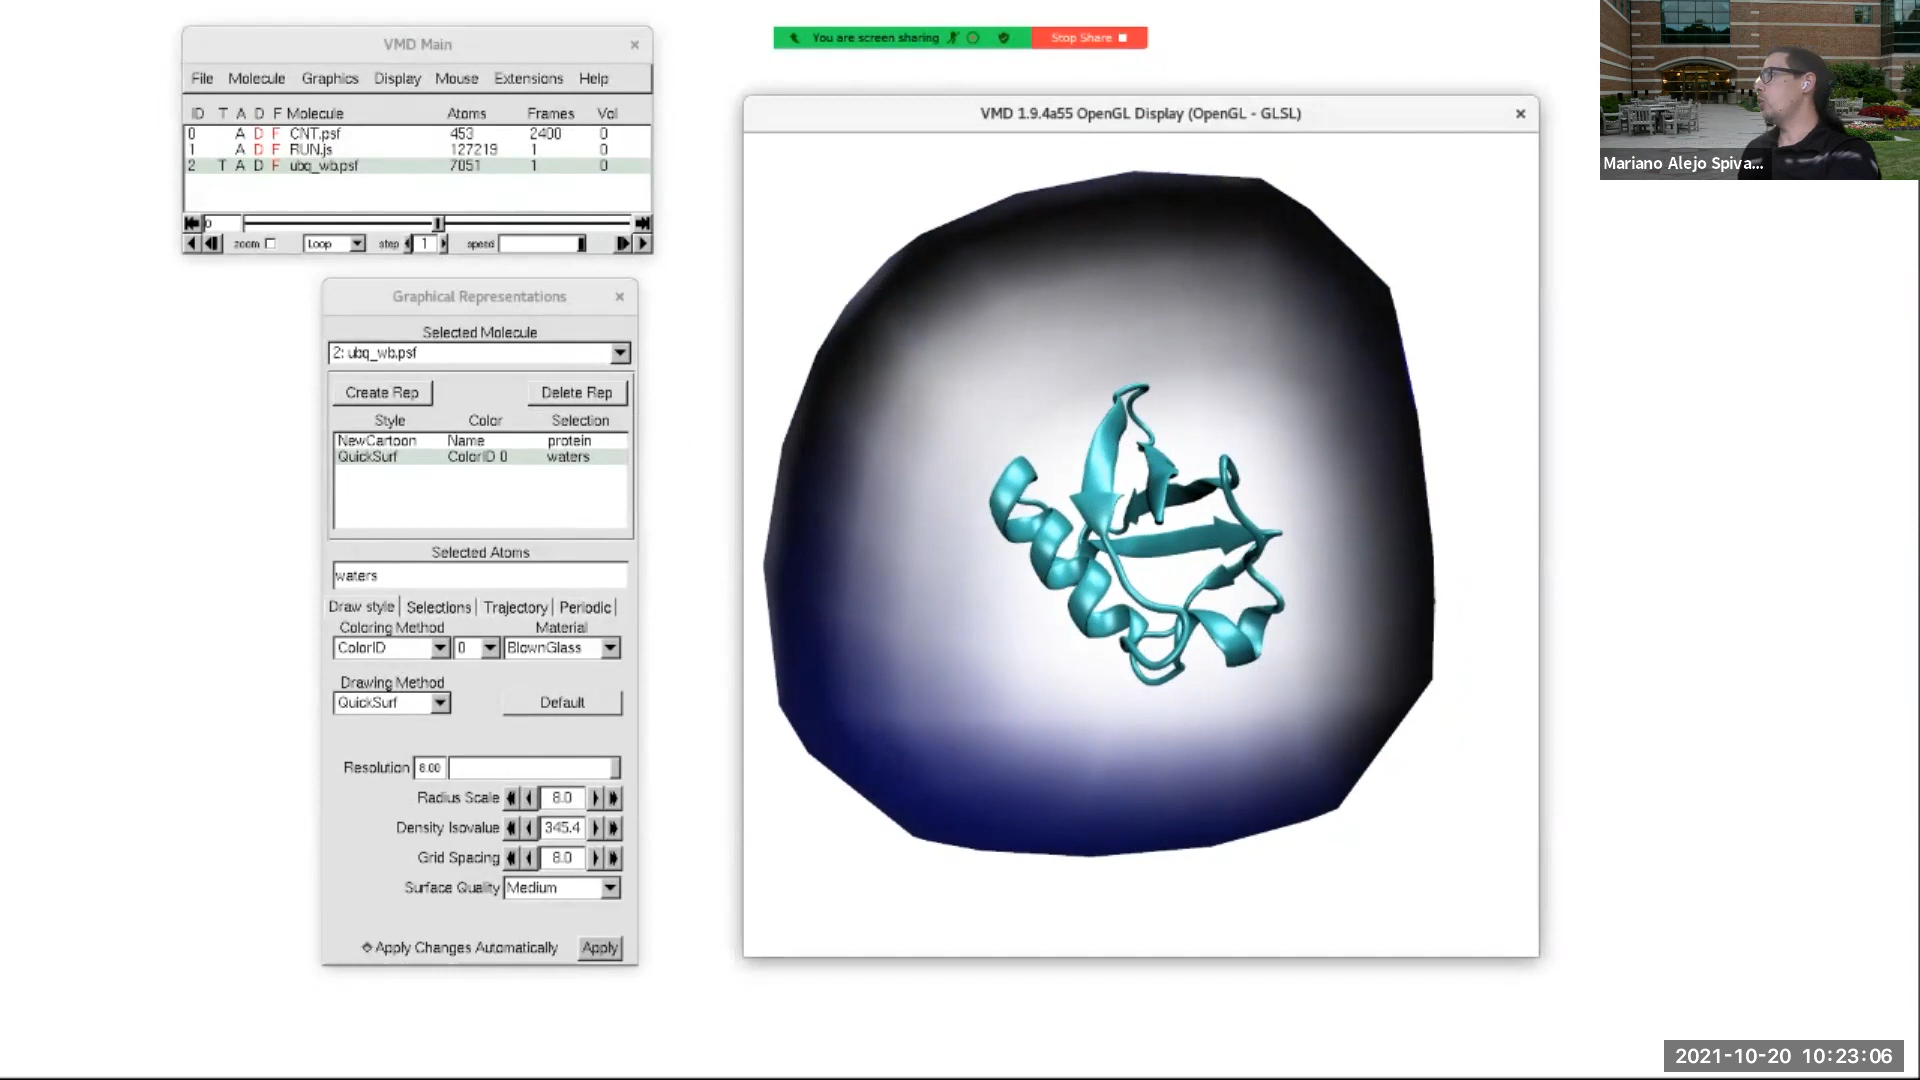 VMD Main
File Molecule Graphics Display Mouse Extensions Help
ID T A D F Molecule Atoms Frames Vol
0 A D F CNT.psf 453 2400 0
1 A D F RUN.js 127219 1 0
2 T A D F ubq_wb.psf 7051 1 0
0
zoom Loop step 1 speed
Graphical Representations
Selected Molecule
2: ubq_wb.psf
Create Rep Delete Rep
Style Color Selection
NewCartoon Name protein
QuickSurf ColorID 0 waters
Selected Atoms
waters
Draw style Selections Trajectory Periodic
Coloring Method Material
ColorID 0 BlownGlass
Drawing Method
QuickSurf Default
Resolution 8.00
Radius Scale 8.0
Density Isovalue 345.4
Grid Spacing 8.0
Surface Quality Medium
Apply Changes Automatically Apply
You are screen sharing Stop Share
VMD 1.9.4a55 OpenGL Display (OpenGL - GLSL)
Mariano Alejo Spiva...
2021-10-20 10:23:06